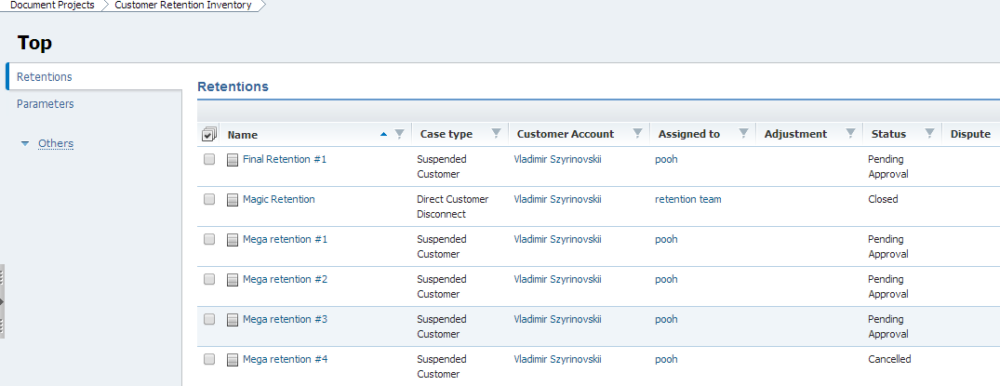 Document Projects Customer Retention Inventory
Top
Retentions
Parameters
Others
Retentions
Name Case type Customer Account Assigned to Adjustment Status Dispute
Final Retention #1 Suspended Customer Vladimir Szyrinovskii pooh Pending Approval
Magic Retention Direct Customer Disconnect Vladimir Szyrinovskii retention team Closed
Mega retention #1 Suspended Customer Vladimir Szyrinovskii pooh Pending Approval
Mega retention #2 Suspended Customer Vladimir Szyrinovskii pooh Pending Approval
Mega retention #3 Suspended Customer Vladimir Szyrinovskii pooh Pending Approval
Mega retention #4 Suspended Customer Vladimir Szyrinovskii pooh Cancelled